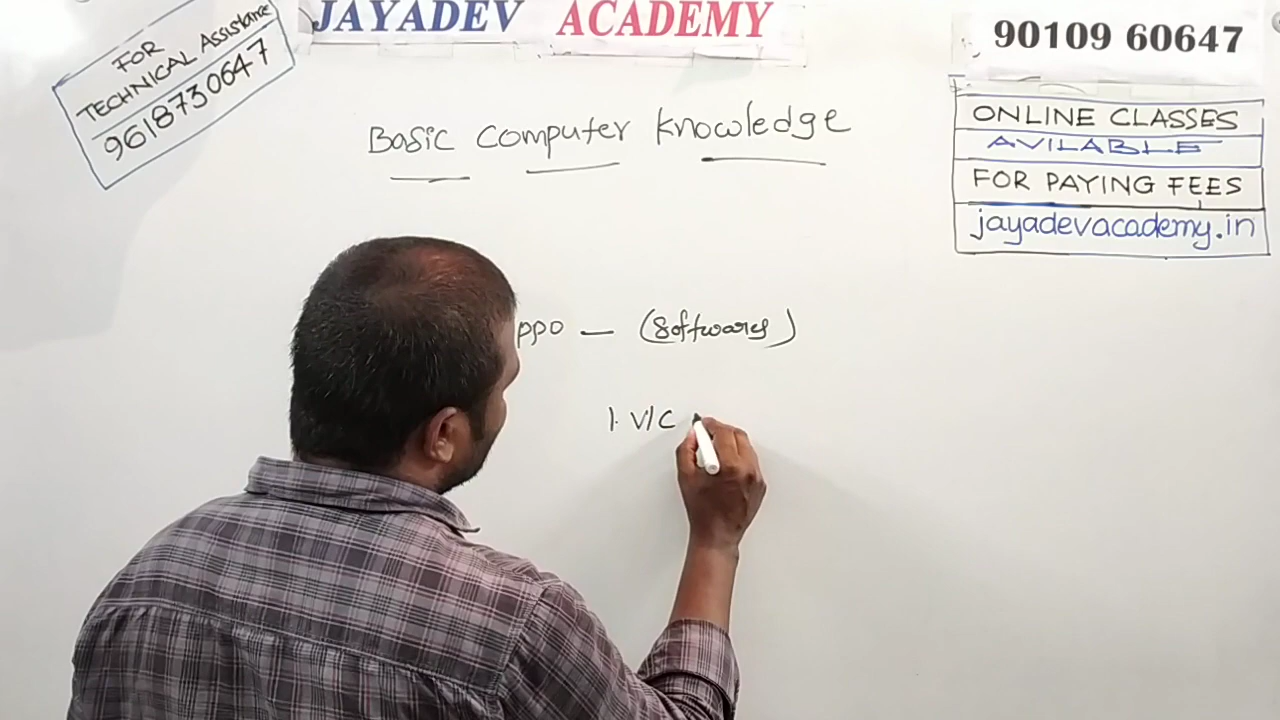 FOR
TECHNICAL Assistance
9618730647
JAYADEV ACADEMY
90109 60647
ONLINE CLASSES
AVILABLE
FOR PAYING FEES
jayadevacademy.in
Basic Computer Knowledge
ppo — (Softwares)
1. V/C